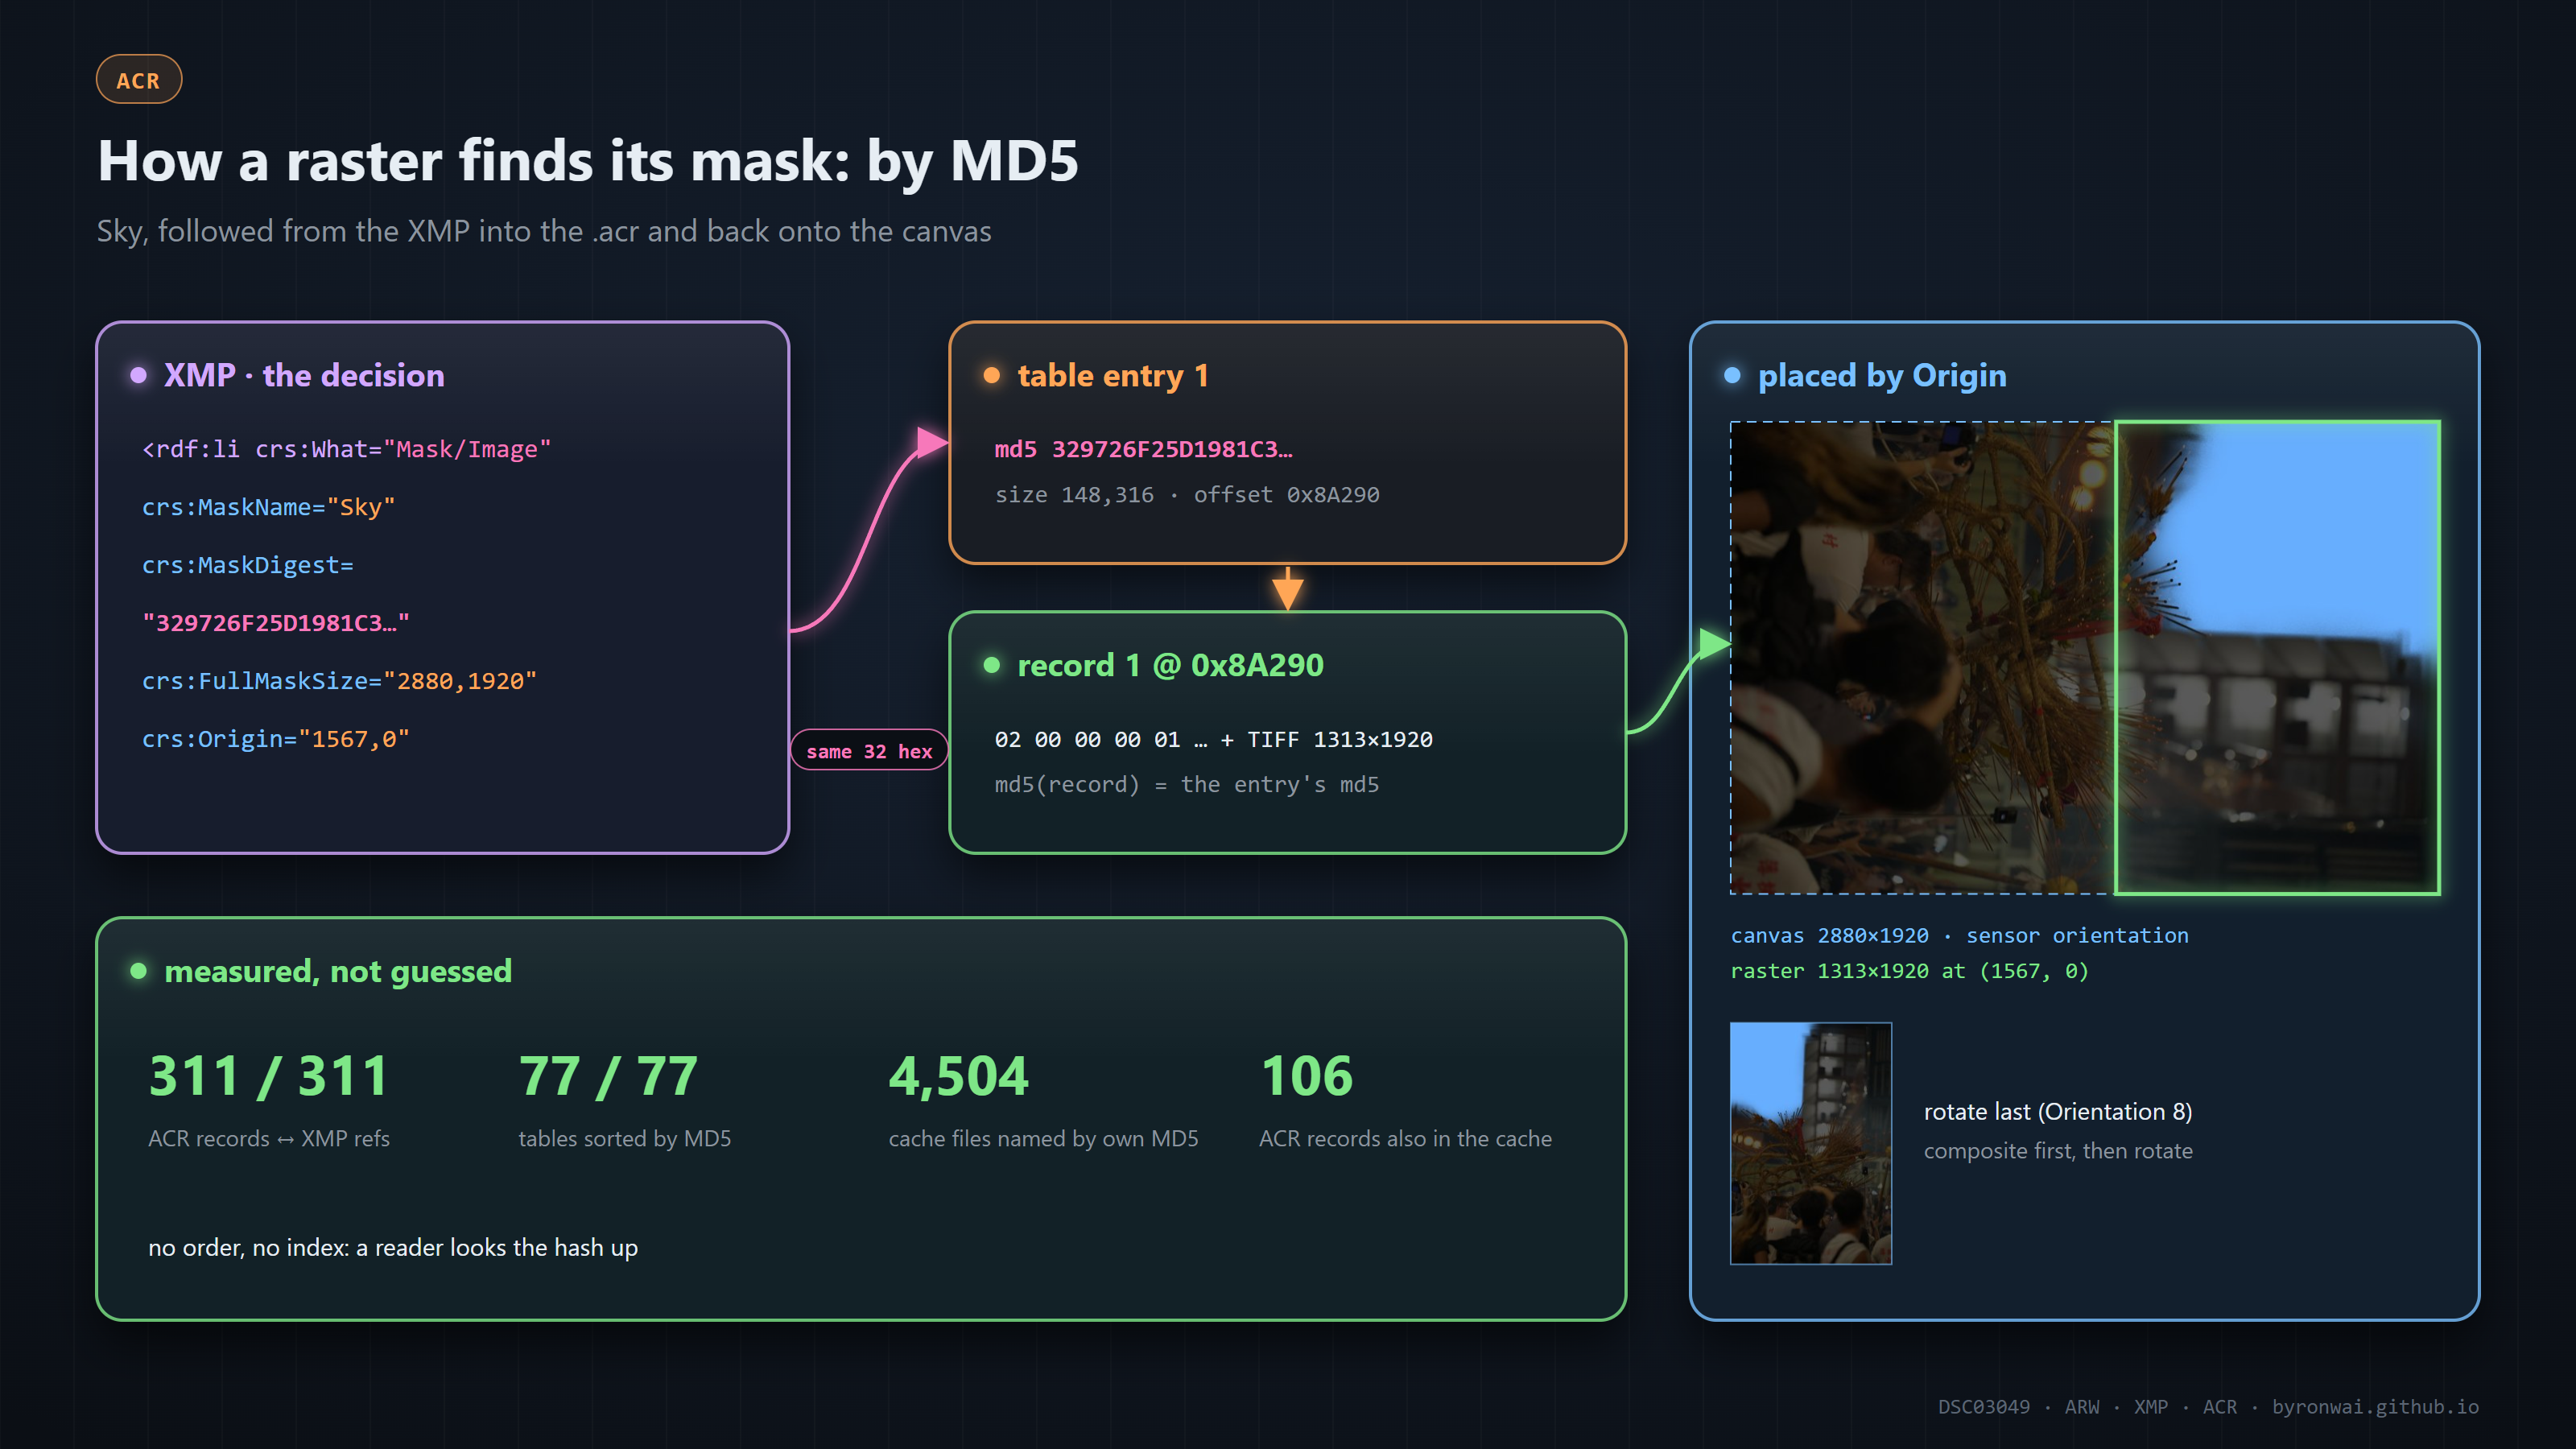 ACR
How a raster finds its mask: by MD5
Sky, followed from the XMP into the .acr and back onto the canvas
XMP · the decision
<rdf:li crs:What="Mask/Image"
crs:MaskName="Sky"
crs:MaskDigest=
"329726F25D1981C3…"
crs:FullMaskSize="2880,1920"
crs:Origin="1567,0"
same 32 hex
table entry 1
md5 329726F25D1981C3…
size 148,316 · offset 0x8A290
record 1 @ 0x8A290
02 00 00 00 01 … + TIFF 1313×1920
md5(record) = the entry's md5
placed by Origin
canvas 2880×1920 · sensor orientation
raster 1313×1920 at (1567, 0)
rotate last (Orientation 8)
composite first, then rotate
measured, not guessed
311 / 311
ACR records ↔ XMP refs
77 / 77
tables sorted by MD5
4,504
cache files named by own MD5
106
ACR records also in the cache
no order, no index: a reader looks the hash up
DSC03049 · ARW · XMP · ACR · byronwai.github.io